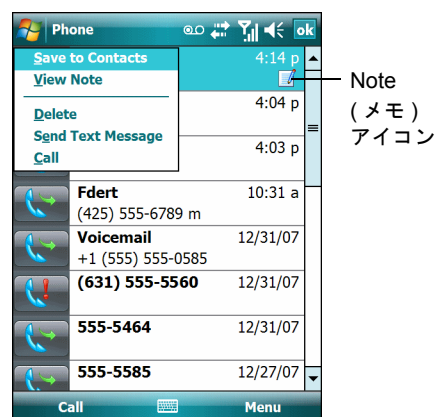 Phone ok
Save to Contacts 4:14 p
View Note
Note
4:04 p
(メモ)
Delete
アイコン
Send Text Message 4:03 p
Call
Fdert 10:31 a
(425) 555-6789 m
Voicemail 12/31/07
+1 (555) 555-0585
(631) 555-5560 12/31/07
555-5464 12/31/07
555-5585 12/27/07
Call Menu